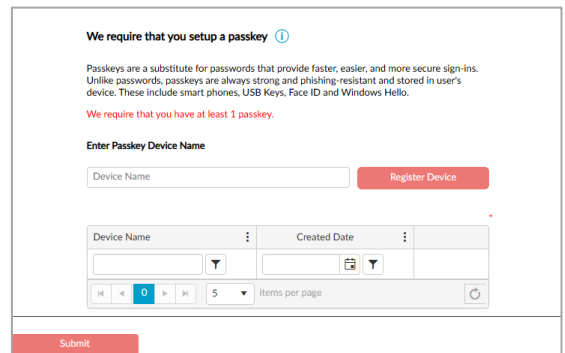 We require that you setup a passkey
Passkeys are a substitute for passwords that provide faster, easier, and more secure sign-ins.
Unlike passwords, passkeys are always strong and phishing-resistant and stored in user's
device. These include smart phones, USB Keys, Face ID and Windows Hello.
We require that you have at least 1 passkey.
Enter Passkey Device Name
Device Name Register Device
*
Device Name Created Date
0 5 items per page
Submit